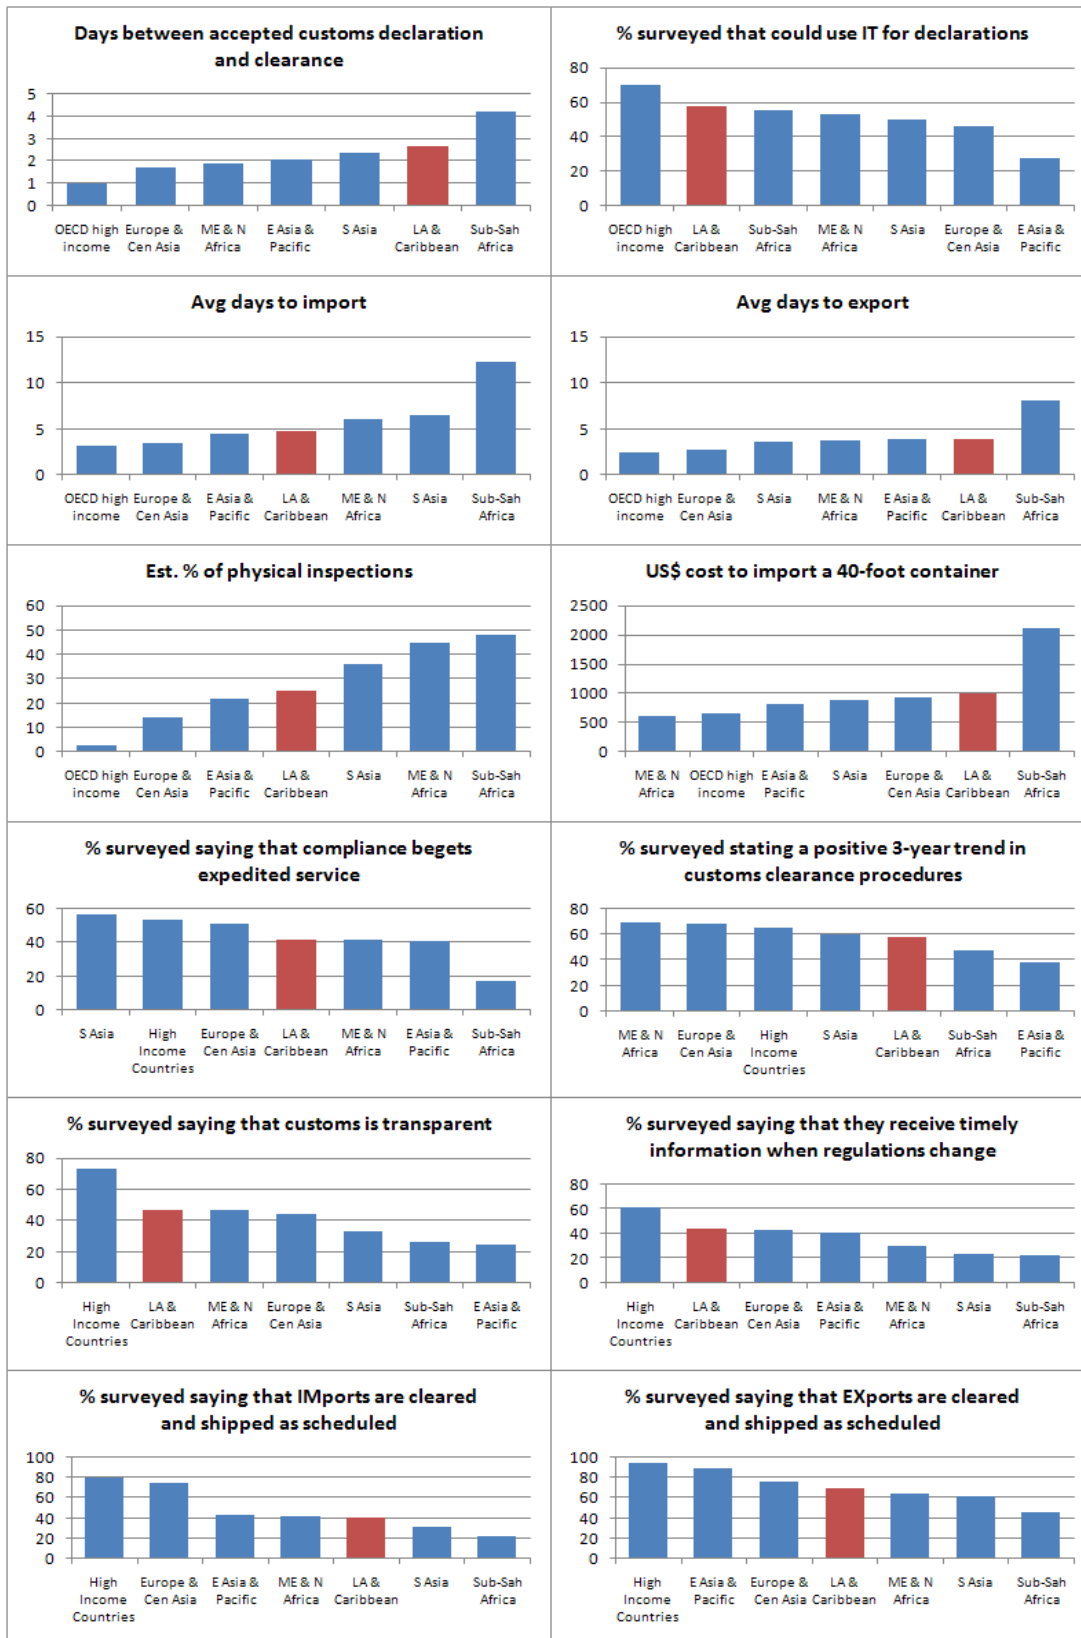 Days between accepted customs declaration
and clearance
5
4
3
2
1
0
OECD high Europe & ME & N E Asia & S Asia LA & Sub-Sah
income Cen Asia Africa Pacific Caribbean Africa
% surveyed that could use IT for declarations
80
60
40
20
0
OECD high LA & Sub-Sah ME & N S Asia Europe & E Asia &
income Caribbean Africa Africa Cen Asia Pacific
Avg days to import
15
10
5
0
OECD high Europe & E Asia & LA & ME & N S Asia Sub-Sah
income Cen Asia Pacific Caribbean Africa Africa
Avg days to export
15
10
5
0
OECD high Europe & S Asia ME & N E Asia & LA & Sub-Sah
income Cen Asia Africa Pacific Caribbean Africa
Est. % of physical inspections
60
50
40
30
20
10
0
OECD high Europe & E Asia & LA & S Asia ME & N Sub-Sah
income Cen Asia Pacific Caribbean Africa Africa
US$ cost to import a 40-foot container
2500
2000
1500
1000
500
0
ME & N OECD high E Asia & S Asia Europe & LA & Sub-Sah
Africa income Pacific Cen Asia Caribbean Africa
% surveyed saying that compliance begets
expedited service
60
40
20
0
S Asia High Europe & LA & ME & N E Asia & Sub-Sah
Income Cen Asia Caribbean Africa Pacific Africa
Countries
% surveyed stating a positive 3-year trend in
customs clearance procedures
80
60
40
20
0
ME & N Europe & High S Asia LA & Sub-Sah E Asia &
Africa Cen Asia Income Caribbean Africa Pacific
Countries
% surveyed saying that customs is transparent
80
60
40
20
0
High LA & ME & N Europe & S Asia Sub-Sah E Asia &
Income Caribbean Africa Cen Asia Africa Pacific
Countries
% surveyed saying that they receive timely
information when regulations change
80
60
40
20
0
High LA & Europe & E Asia & ME & N S Asia Sub-Sah
Income Caribbean Cen Asia Pacific Africa Africa
Countries
% surveyed saying that IMports are cleared
and shipped as scheduled
100
80
60
40
20
0
High Europe & E Asia & ME & N LA & S Asia Sub-Sah
Income Cen Asia Pacific Africa Caribbean Africa
Countries
% surveyed saying that EXports are cleared
and shipped as scheduled
100
80
60
40
20
0
High E Asia & Europe & LA & ME & N S Asia Sub-Sah
Income Pacific Cen Asia Caribbean Africa Africa
Countries